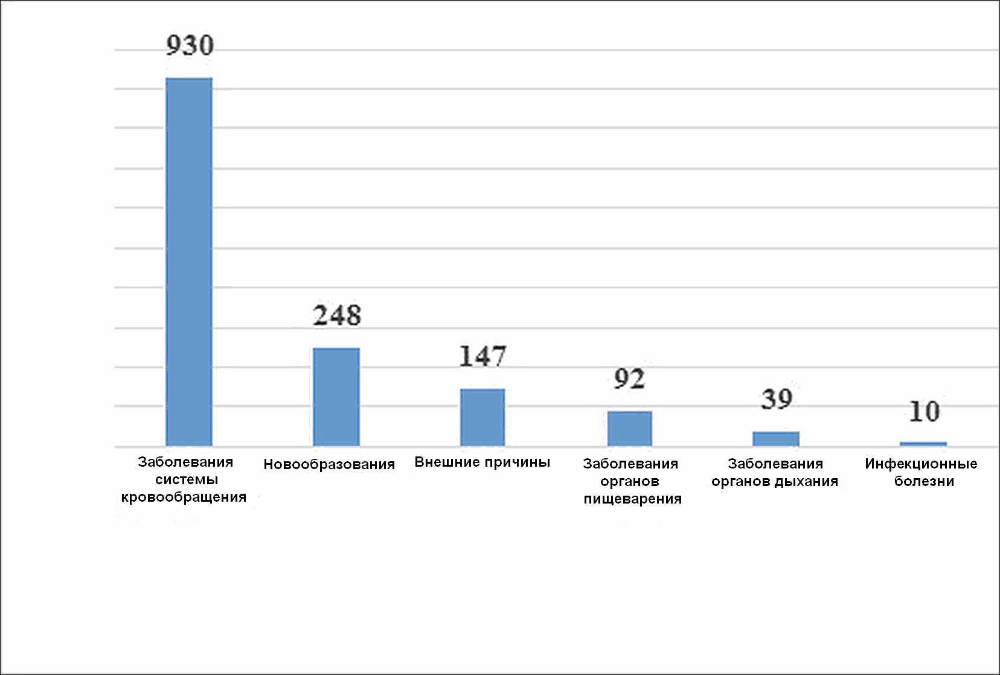 930
248
147
92
39
10
Заболевания
системы
кровообращения
Новообразования
Внешние причины
Заболевания
органов
пищеварения
Заболевания
органов дыхания
Инфекционные
болезни